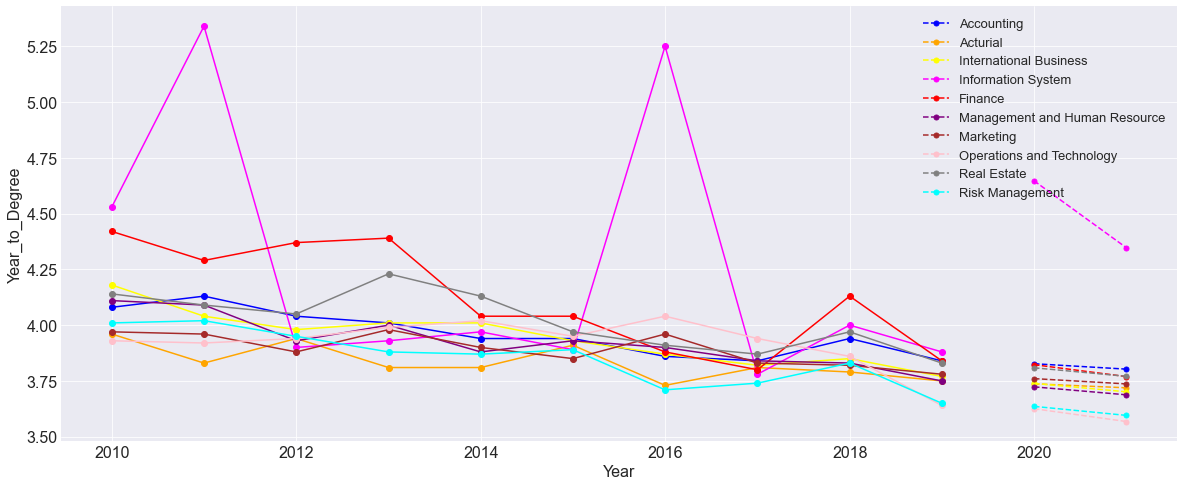 5.25
5.00
4.75
4.50
4.25
4.00
3.75
3.50
Year_to_Degree
2010
2012
2014
2016
2018
2020
Year
Accounting
Acturial
International Business
Information System
Finance
Management and Human Resource
Marketing
Operations and Technology
Real Estate
Risk Management